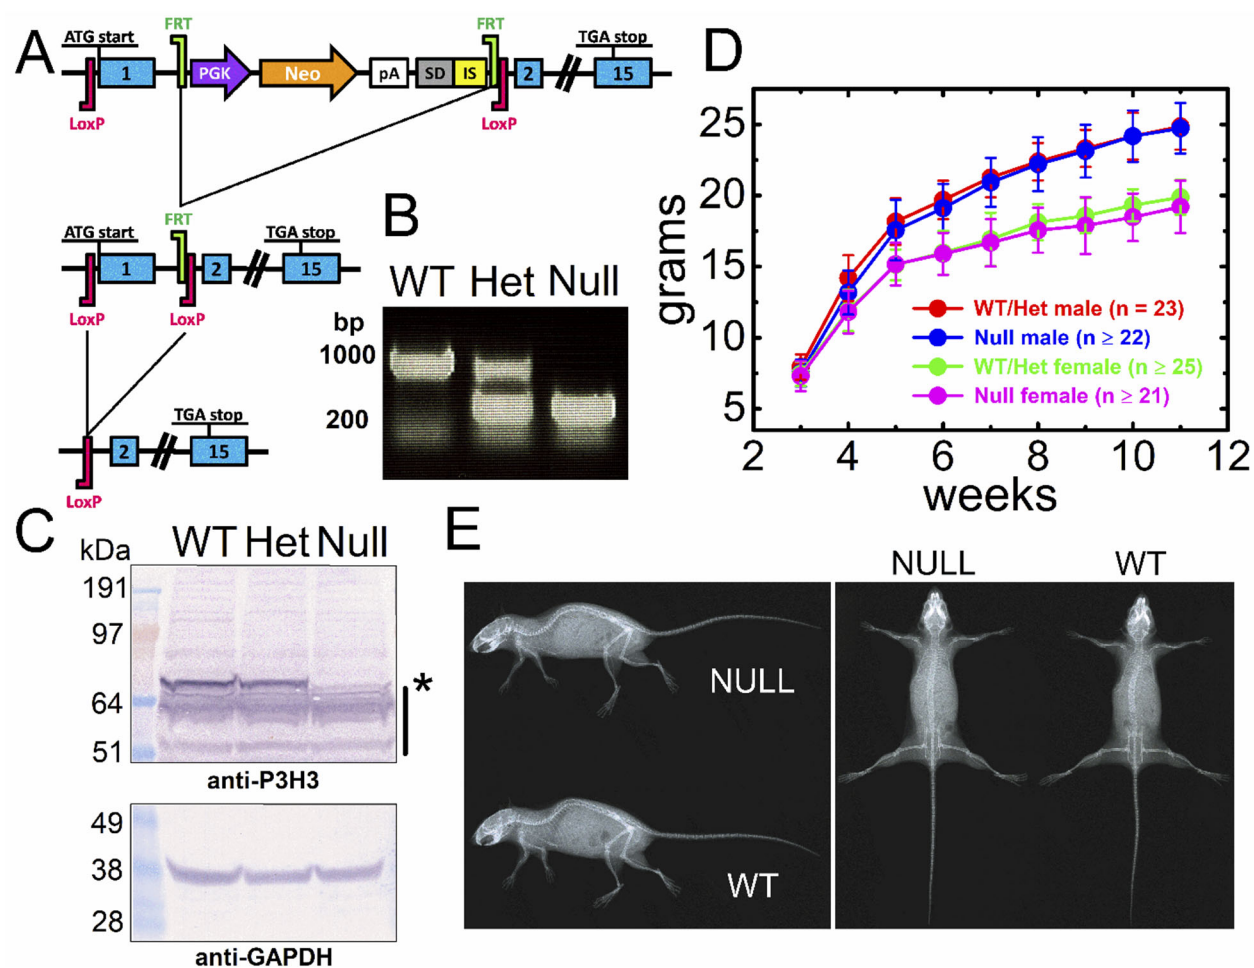 A
FRT
FRT
ATG start
TGA stop
1
PGK
Neo
pA
SD
IS
2
15
LoxP
LoxP
FRT
ATG start
TGA stop
1
2
15
LoxP
LoxP
TGA stop
2
15
LoxP
B
WT Het Null
bp
1000
200
C
kDa
WT Het Null
191
97
64
51
*
anti-P3H3
49
38
28
anti-GAPDH
D
25
20
15
10
5
grams
WT/Het male (n = 23)
Null male (n ≥ 22)
WT/Het female (n ≥ 25)
Null female (n ≥ 21)
2 4 6 8 10 12
weeks
E
NULL
WT
NULL WT